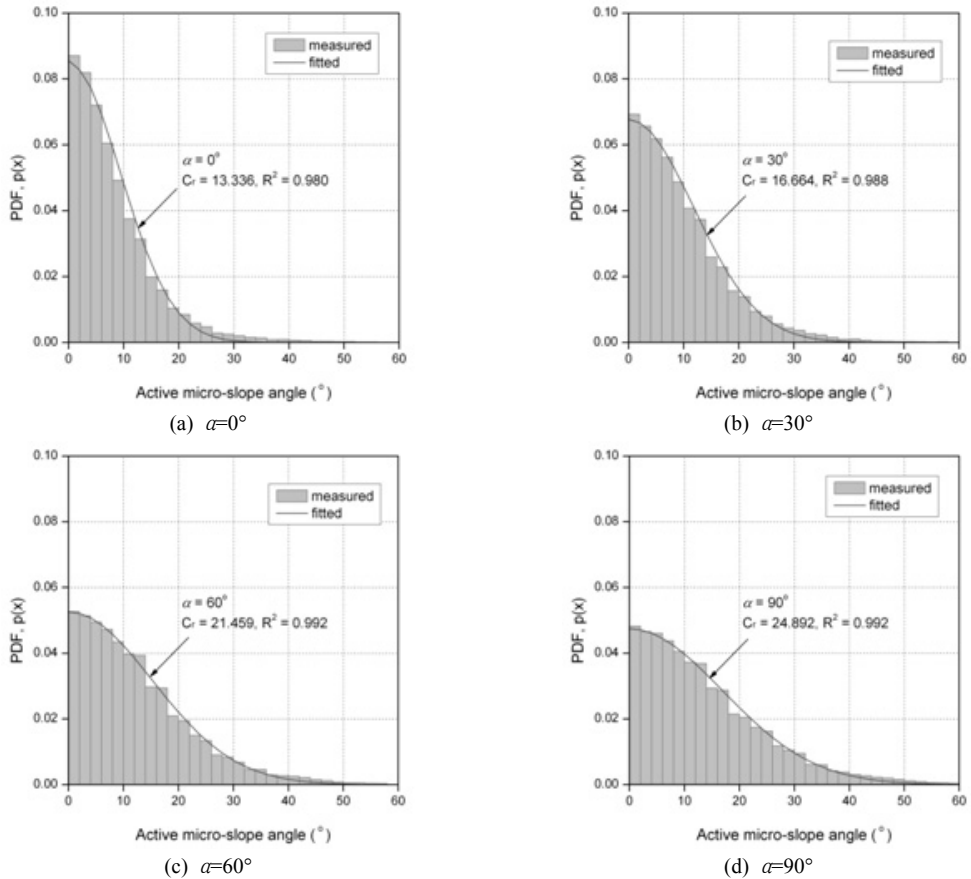 0.10
0.08
0.06
0.04
0.02
0.00
PDF, p(x)
measured
fitted
α = 0°
Cr = 13.336, R² = 0.980
0 10 20 30 40 50 60
Active micro-slope angle (°)
(a) α=0°
0.10
0.08
0.06
0.04
0.02
0.00
PDF, p(x)
measured
fitted
α = 30°
Cr = 16.664, R² = 0.988
0 10 20 30 40 50 60
Active micro-slope angle (°)
(b) α=30°
0.10
0.08
0.06
0.04
0.02
0.00
PDF, p(x)
measured
fitted
α = 60°
Cr = 21.459, R² = 0.992
0 10 20 30 40 50 60
Active micro-slope angle (°)
(c) α=60°
0.10
0.08
0.06
0.04
0.02
0.00
PDF, p(x)
measured
fitted
α = 90°
Cr = 24.892, R² = 0.992
0 10 20 30 40 50 60
Active micro-slope angle (°)
(d) α=90°